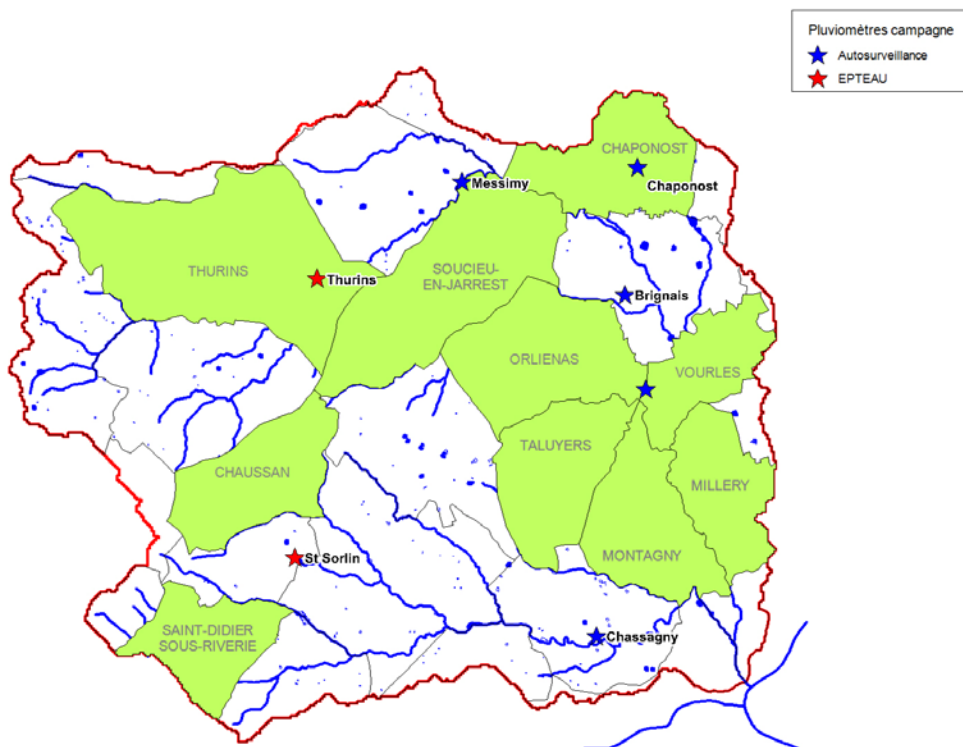 Pluviomètres campagne
Autosurveillance
EPTEAU
CHAPONOST
Messimy
Chaponost
THURINS
Thurins
SOUCIEU-
EN-JARREST
Brignais
ORLIENAS
VOURLES
TALUYERS
CHAUSSAN
MILLERY
St Sorlin
MONTAGNY
SAINT-DIDIER
SOUS-RIVERIE
Chassagny